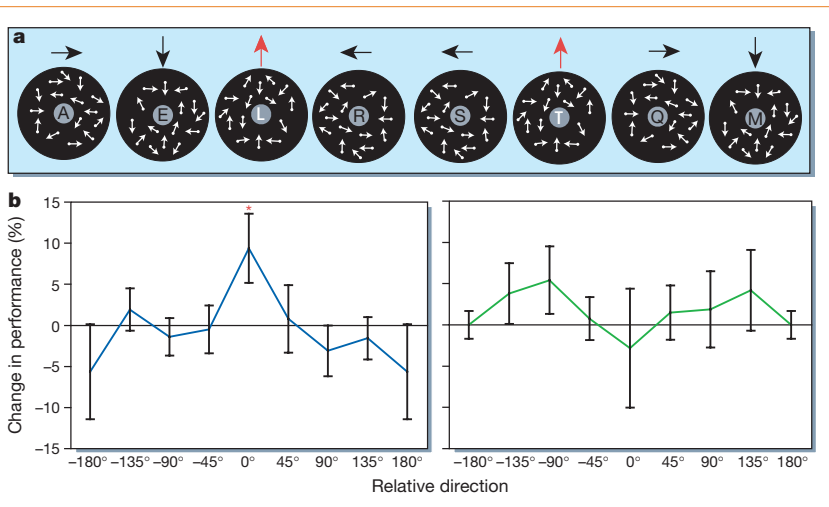 a
A E L R S T Q M
b
Change in performance (%)
15
10
5
0
−5
−10
−15
*
−180° −135° −90° −45° 0° 45° 90° 135° 180°
−180° −135° −90° −45° 0° 45° 90° 135° 180°
Relative direction